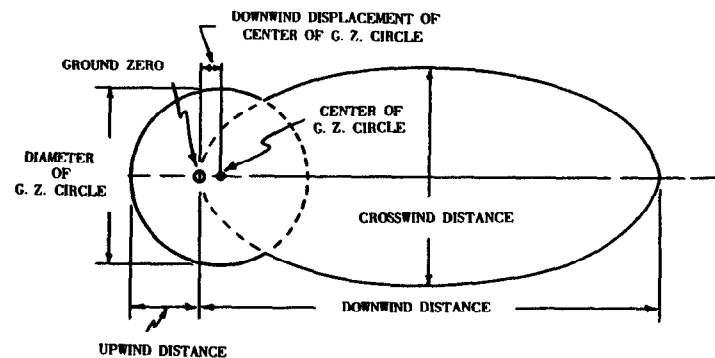 DOWNWIND DISPLACEMENT OF
CENTER OF G. Z. CIRCLE
GROUND ZERO
CENTER OF
G. Z. CIRCLE
DIAMETER
OF
G. Z. CIRCLE
CROSSWIND DISTANCE
DOWNWIND DISTANCE
UPWIND DISTANCE